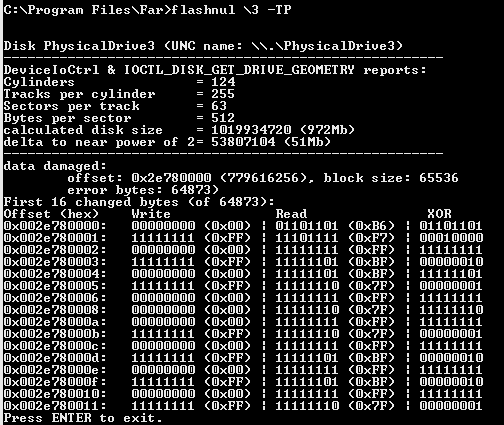 C:\Program Files\Far>flashnul \3 -TP
Disk PhysicalDrive3 (UNC name: \\.\PhysicalDrive3)
------------------------------------------------------------
DeviceIoCtrl & IOCTL_DISK_GET_DRIVE_GEOMETRY reports:
Cylinders = 124
Tracks per cylinder = 255
Sectors per track = 63
Bytes per sector = 512
calculated disk size = 1019934720 (972Mb)
delta to near power of 2= 53807104 (51Mb)
------------------------------------------------------------
data damaged:
offset: 0x2e780000 (779616256), block size: 65536
error bytes: 64873)
First 16 changed bytes (of 64873):
Offset (hex) Write Read XOR
0x002e780000: 00000000 (0x00) | 01101101 (0xB6) | 01101101
0x002e780001: 11111111 (0xFF) | 11101111 (0xF7) | 00010000
0x002e780002: 00000000 (0x00) | 11111111 (0xFF) | 11111111
0x002e780003: 11111111 (0xFF) | 11111101 (0xBF) | 00000010
0x002e780004: 00000000 (0x00) | 11111101 (0xBF) | 11111101
0x002e780005: 11111111 (0xFF) | 11111110 (0x7F) | 00000001
0x002e780006: 00000000 (0x00) | 11111111 (0xFF) | 11111111
0x002e780008: 00000000 (0x00) | 11111110 (0x7F) | 11111110
0x002e78000a: 00000000 (0x00) | 11111111 (0xFF) | 11111111
0x002e78000b: 11111111 (0xFF) | 11111110 (0x7F) | 00000001
0x002e78000c: 00000000 (0x00) | 11111111 (0xFF) | 11111111
0x002e78000d: 11111111 (0xFF) | 11111101 (0xBF) | 00000010
0x002e78000e: 00000000 (0x00) | 11111111 (0xFF) | 11111111
0x002e78000f: 11111111 (0xFF) | 11111101 (0xBF) | 00000010
0x002e780010: 00000000 (0x00) | 11111111 (0xFF) | 11111111
0x002e780011: 11111111 (0xFF) | 11111110 (0x7F) | 00000001
Press ENTER to exit.